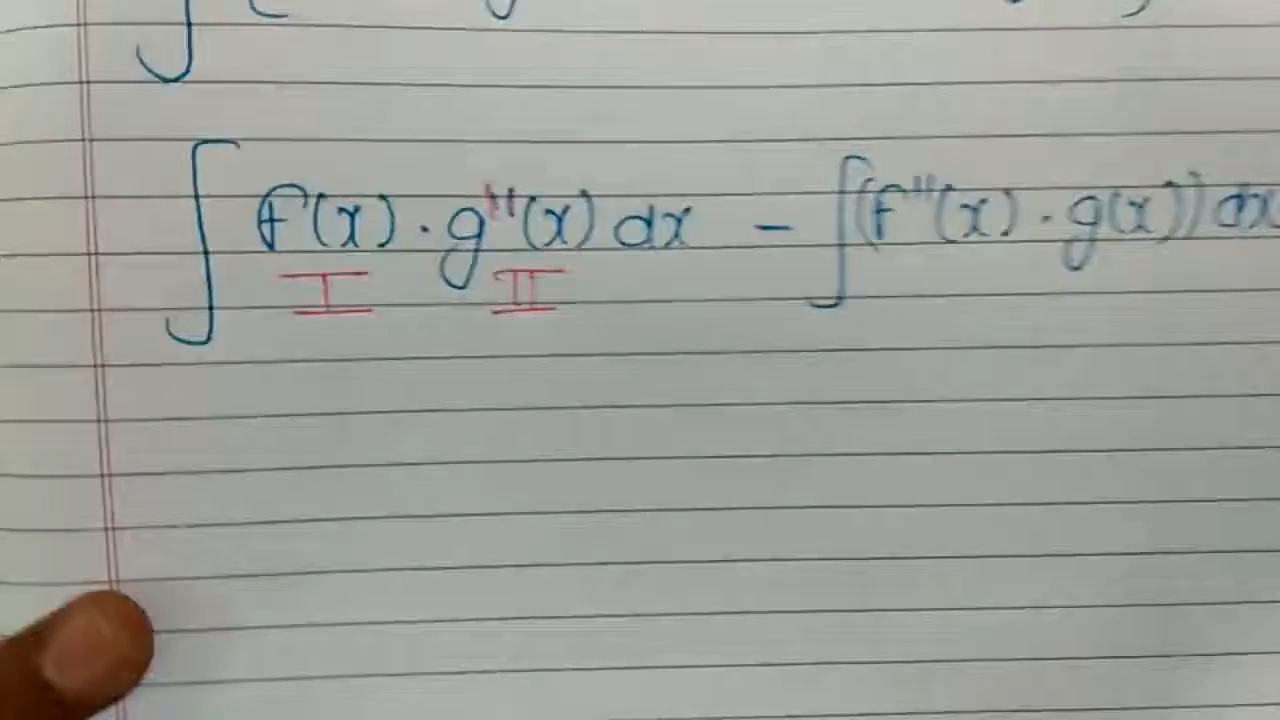 ∫ f(x) · g''(x) dx − ∫(f''(x) · g(x)) dx
I II